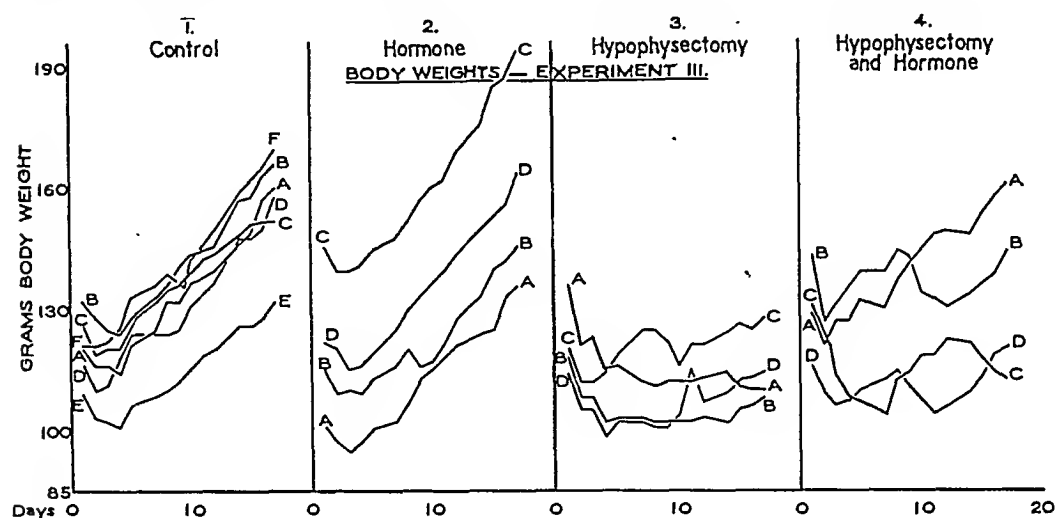 1.
Control
2.
Hormone
3.
Hypophysectomy
4.
Hypophysectomy
and Hormone
BODY WEIGHTS — EXPERIMENT III.
GRAMS BODY WEIGHT
190
160
130
100
85
F
B
A
D
C
E
B
C
F
A
D
E
C
D
B
A
C
D
B
A
A
C
B
D
C
D
A
B
B
C
A
D
A
B
D
C
Days 0 10 0 10 0 10 0 10 20